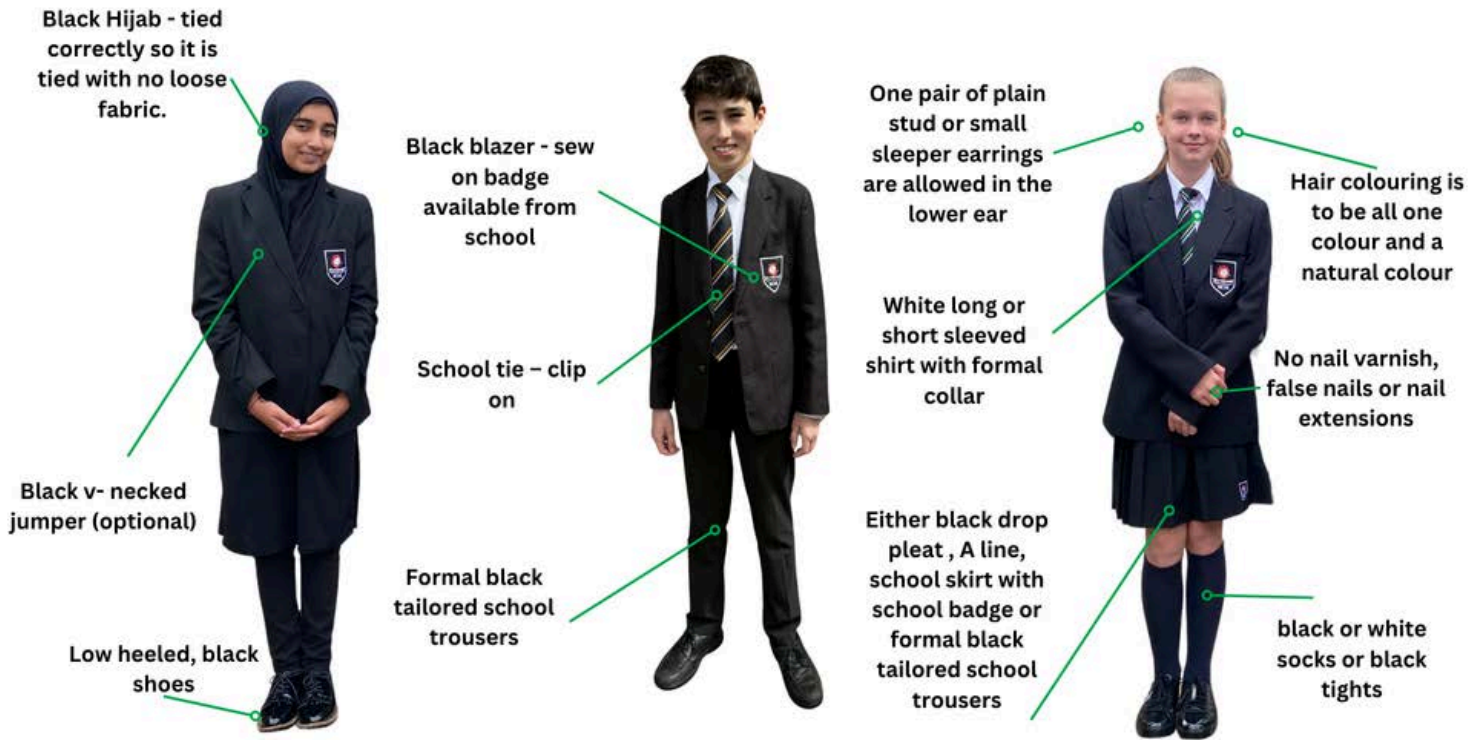 Black Hijab - tied
correctly so it is
tied with no loose
fabric.
Black v- necked
jumper (optional)
Low heeled, black
shoes
Black blazer - sew
on badge
available from
school
School tie – clip
on
Formal black
tailored school
trousers
One pair of plain
stud or small
sleeper earrings
are allowed in the
lower ear
White long or
short sleeved
shirt with formal
collar
Either black drop
pleat , A line,
school skirt with
school badge or
formal black
tailored school
trousers
Hair colouring is
to be all one
colour and a
natural colour
No nail varnish,
false nails or nail
extensions
black or white
socks or black
tights